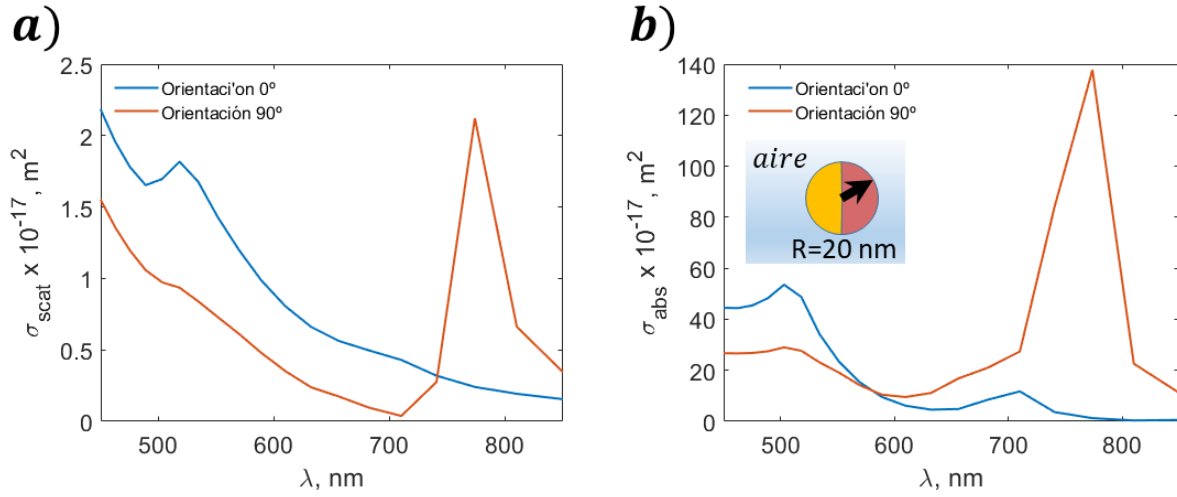 a)
2.5
2
1.5
1
0.5
0
σscat x 10-17 , m2
Orientaci'on 0º
Orientación 90º
500 600 700 800
λ, nm
b)
140
120
100
80
60
40
20
0
σabs x 10-17 , m2
Orientaci'on 0º
Orientación 90º
aire
R=20 nm
500 600 700 800
λ, nm